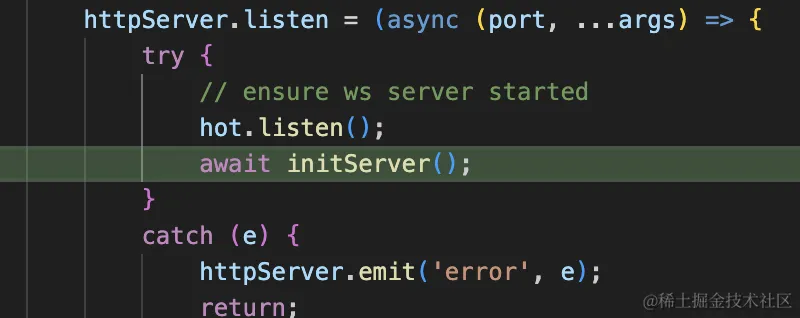 httpServer.listen = (async (port, ...args) => {
try {
// ensure ws server started
hot.listen();
await initServer();
}
catch (e) {
httpServer.emit('error', e);
return;
@稀土掘金技术社区